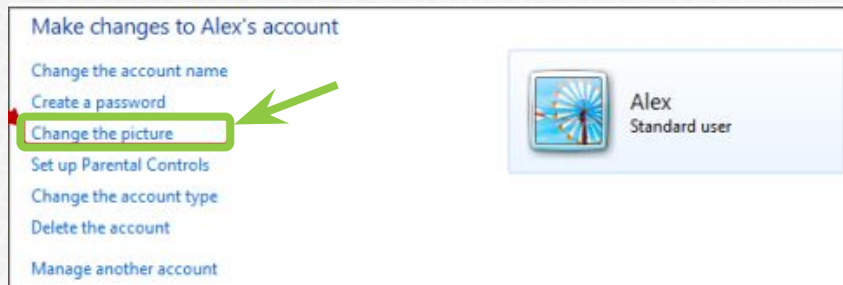 Make changes to Alex's account
Change the account name
Create a password
Change the picture
Set up Parental Controls
Change the account type
Delete the account
Manage another account
Alex
Standard user